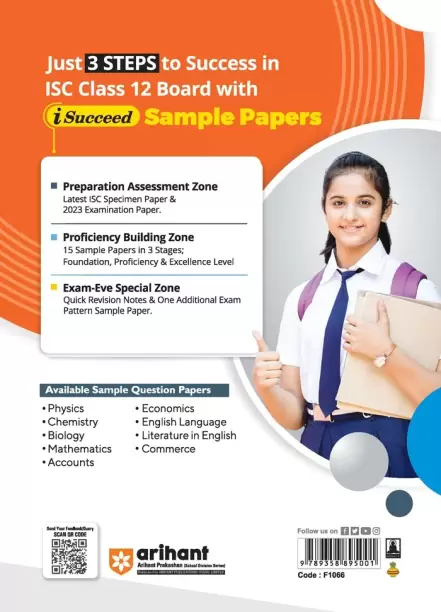 Just 3 STEPS to Success in
ISC Class 12 Board with
iSucceed Sample Papers
Preparation Assessment Zone
Latest ISC Specimen Paper &
2023 Examination Paper.
Proficiency Building Zone
15 Sample Papers in 3 Stages;
Foundation, Proficiency & Excellence Level
Exam-Eve Special Zone
Quick Revision Notes & One Additional Exam
Pattern Sample Paper.
Available Sample Question Papers
• Physics
• Chemistry
• Biology
• Mathematics
• Accounts
• Economics
• English Language
• Literature in English
• Commerce
Send Your Feedback/Query
SCAN QR CODE
arihant
Arihant Prakashan (School Division Series)
Follow us on
9 789358 895001
Code : F1066